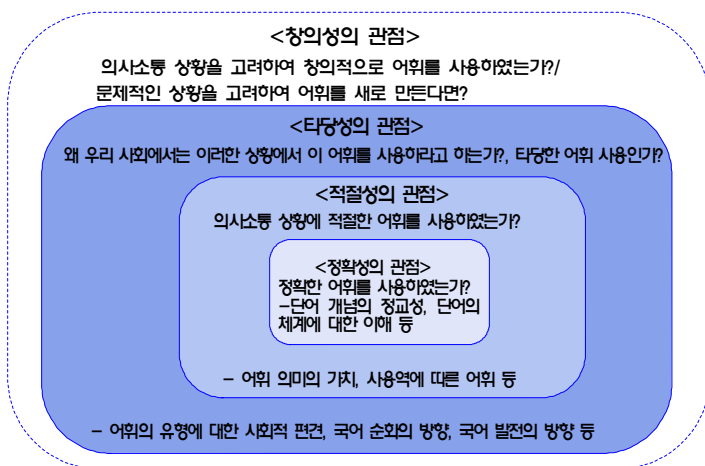 <창의성의 관점>
의사소통 상황을 고려하여 창의적으로 어휘를 사용하였는가?/
문제적인 상황을 고려하여 어휘를 새로 만든다면?
<타당성의 관점>
왜 우리 사회에서는 이러한 상황에서 이 어휘를 사용하라고 하는가?, 타당한 어휘 사용인가?
<적절성의 관점>
의사소통 상황에 적절한 어휘를 사용하였는가?
<정확성의 관점>
정확한 어휘를 사용하였는가?
-단어 개념의 정교성, 단어의
체계에 대한 이해 등
- 어휘 의미의 가치, 사용역에 따른 어휘 등
- 어휘의 유형에 대한 사회적 편견, 국어 순화의 방향, 국어 발전의 방향 등